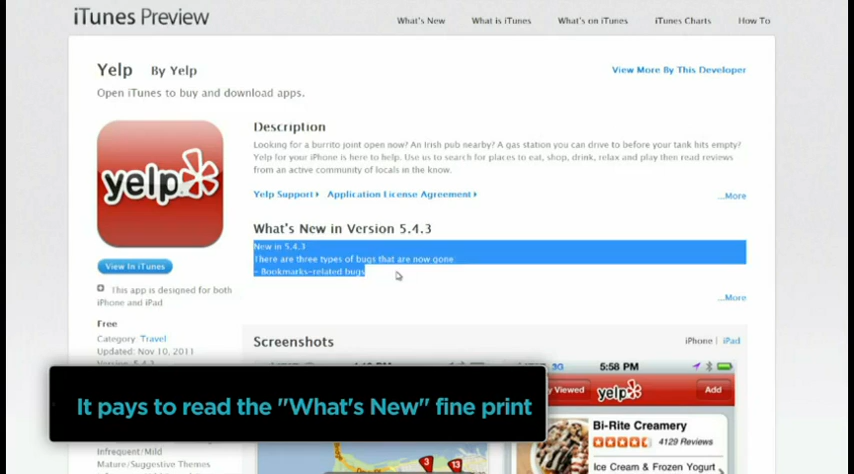 iTunes Preview
What's New What is iTunes What's on iTunes iTunes Charts How To
Yelp By Yelp
View More By This Developer
Open iTunes to buy and download apps.
yelp
View In iTunes
This app is designed for both
iPhone and iPad
Free
Category: Travel
Updated: Nov 10, 2011
Description
Looking for a burrito joint open now? An Irish pub nearby? A gas station you can drive to before your tank hits empty?
Yelp for your iPhone is here to help. Use us to search for places to eat, shop, drink, relax and play then read reviews
from an active community of locals in the know.
Yelp Support Application License Agreement
...More
What's New in Version 5.4.3
New in 5.4.3
There are three types of bugs that are now gone
- Bookmarks-related bugs
...More
Screenshots
iPhone | iPad
3G 5:58 PM
Viewed yelp Add
Bi-Rite Creamery
4129 Reviews
Ice Cream & Frozen Yogurt
3 13
It pays to read the "What's New" fine print
Infrequent/Mild
Mature/Suggestive Themes